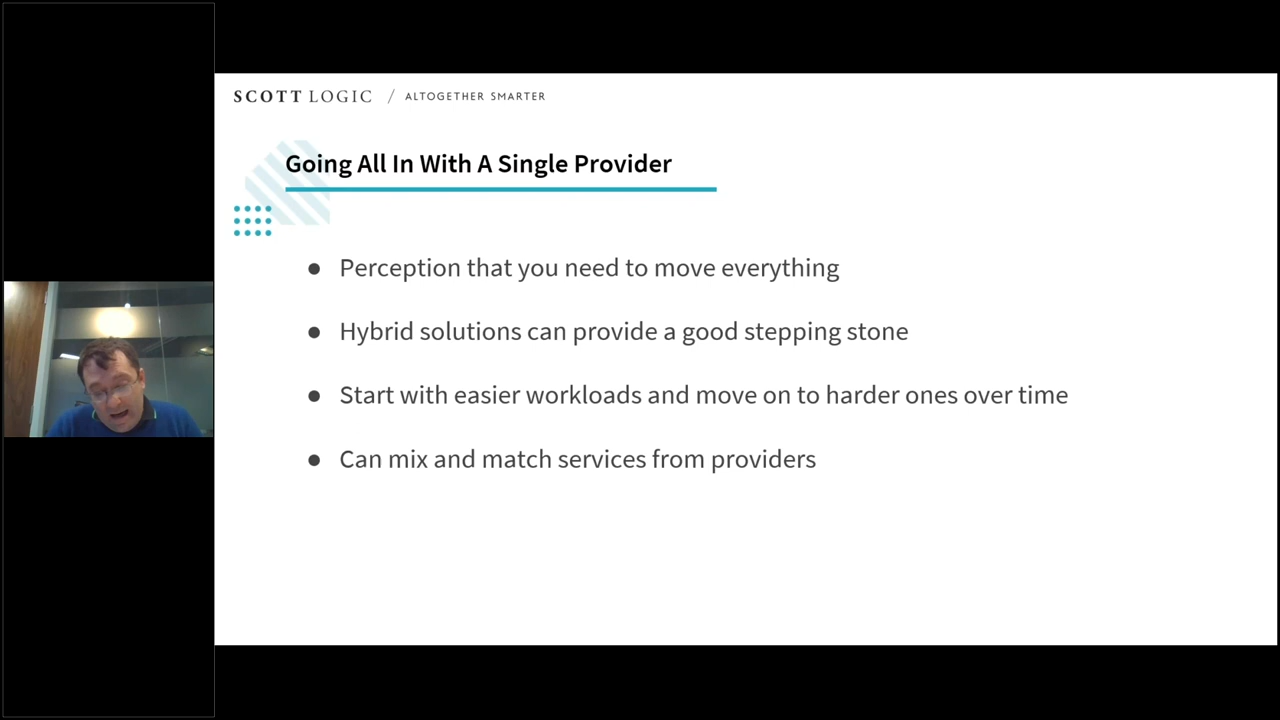 SCOTT LOGIC / ALTOGETHER SMARTER
Going All In With A Single Provider
● Perception that you need to move everything
● Hybrid solutions can provide a good stepping stone
● Start with easier workloads and move on to harder ones over time
● Can mix and match services from providers